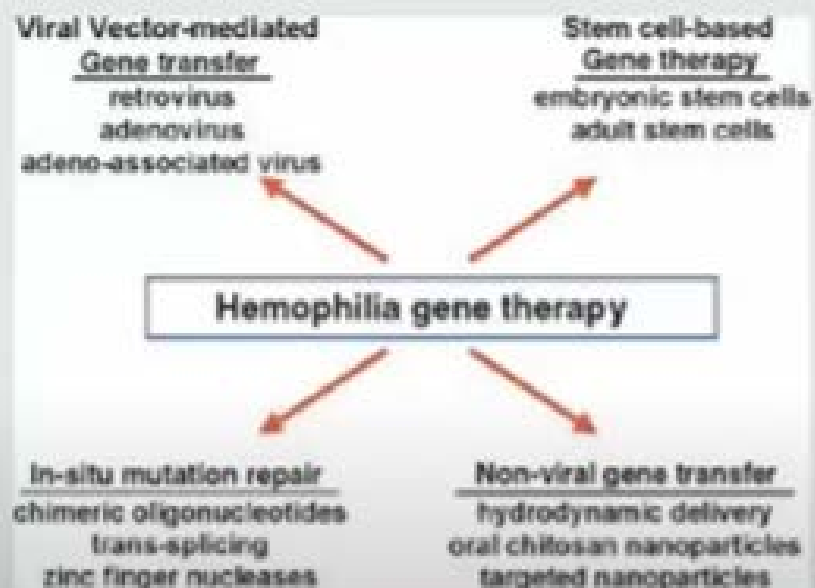 Viral Vector-mediated
Gene transfer
retrovirus
adenovirus
adeno-associated virus
Stem cell-based
Gene therapy
embryonic stem cells
adult stem cells
Hemophilia gene therapy
In-situ mutation repair
chimeric oligonucleotides
trans-splicing
zinc finger nucleases
Non-viral gene transfer
hydrodynamic delivery
oral chitosan nanoparticles
targeted nanoparticles